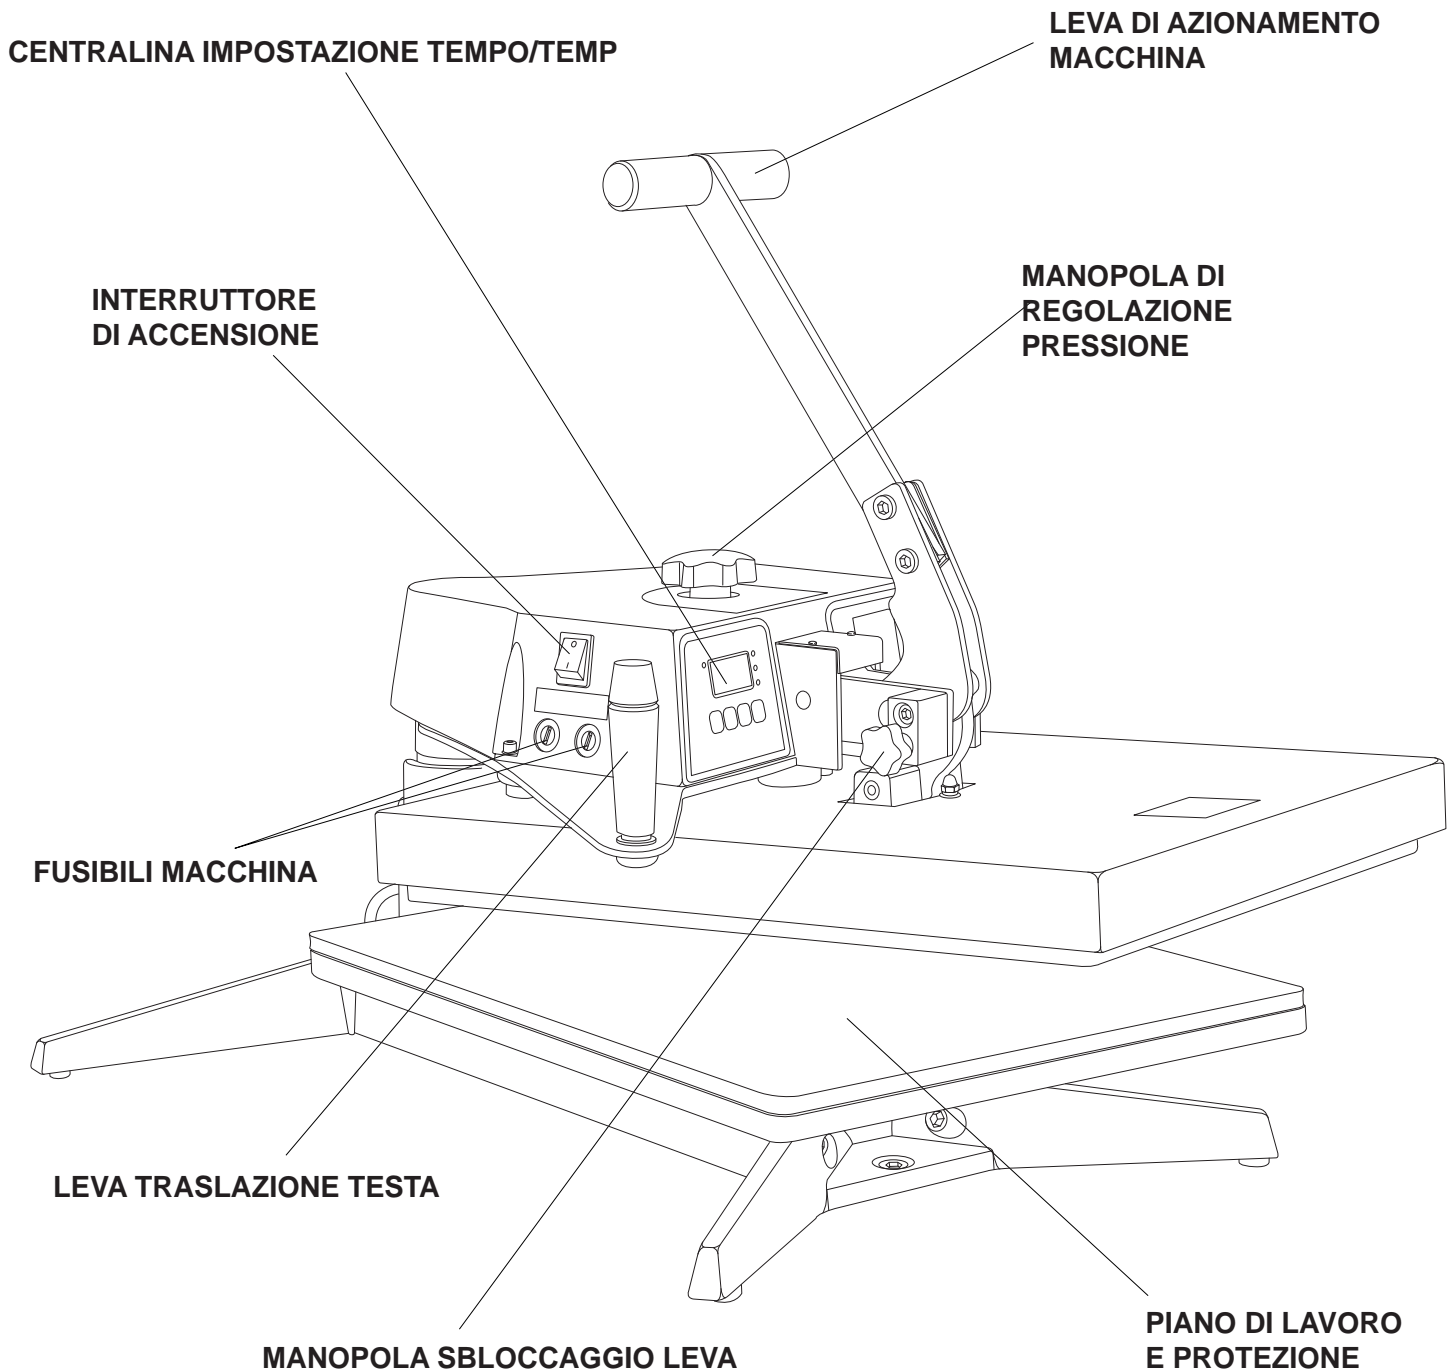 LEVA DI AZIONAMENTO
MACCHINA
CENTRALINA IMPOSTAZIONE TEMPO/TEMP
MANOPOLA DI
REGOLAZIONE
PRESSIONE
INTERRUTTORE
DI ACCENSIONE
FUSIBILI MACCHINA
LEVA TRASLAZIONE TESTA
PIANO DI LAVORO
E PROTEZIONE
MANOPOLA SBLOCCAGGIO LEVA